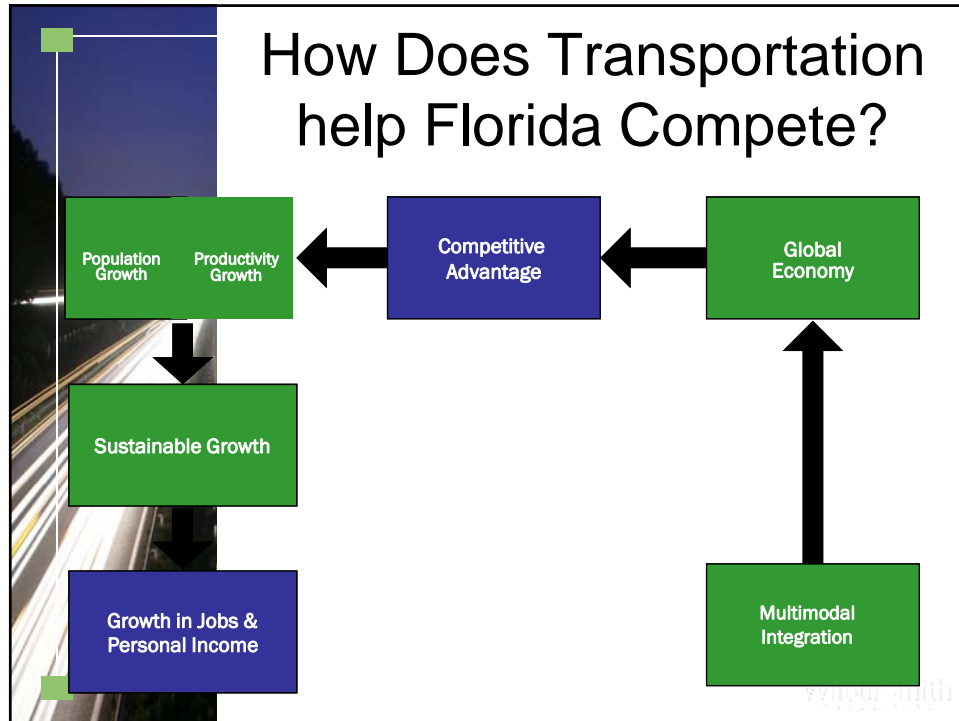 How Does Transportation
help Florida Compete?
Population
Growth
Productivity
Growth
Competitive
Advantage
Global
Economy
Sustainable Growth
Growth in Jobs &
Personal Income
Multimodal
Integration